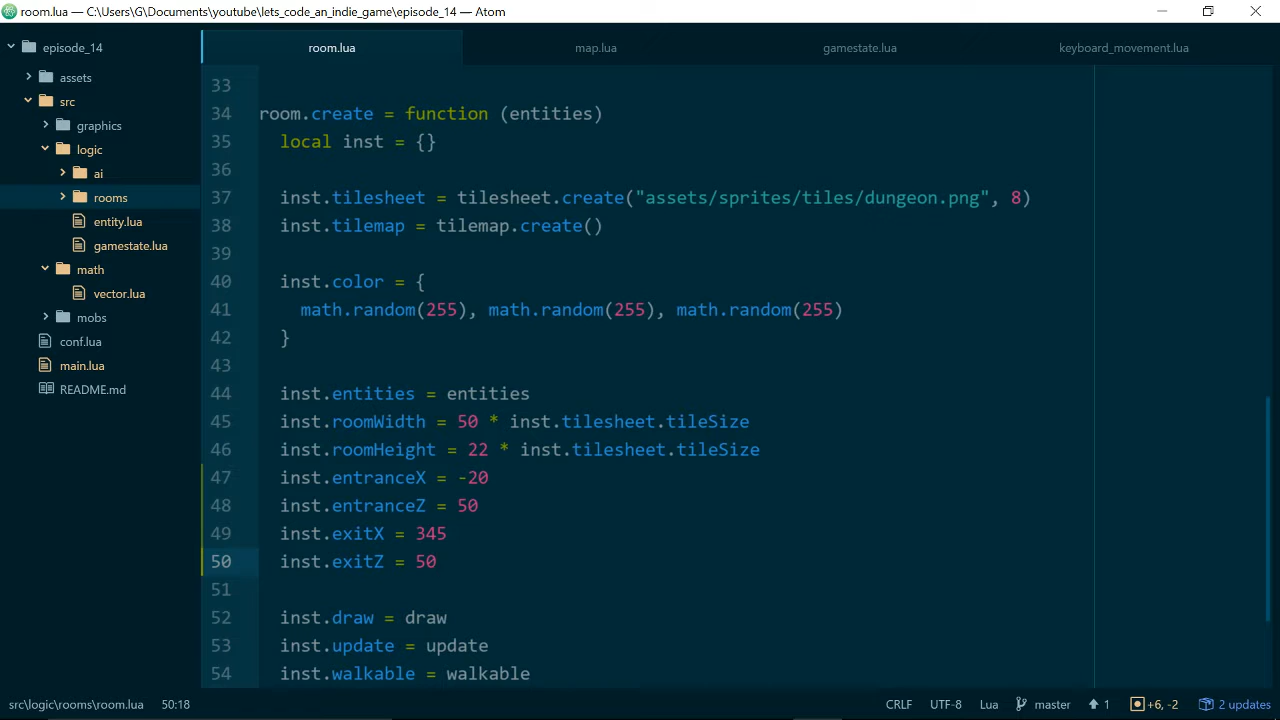 room.lua — C:\Users\G\Documents\youtube\lets_code_an_indie_game\episode_14 — Atom
episode_14
assets
src
graphics
logic
ai
rooms
entity.lua
gamestate.lua
math
vector.lua
mobs
conf.lua
main.lua
README.md
room.lua map.lua gamestate.lua keyboard_movement.lua
33
34 room.create = function (entities)
35 local inst = {}
36
37 inst.tilesheet = tilesheet.create("assets/sprites/tiles/dungeon.png", 8)
38 inst.tilemap = tilemap.create()
39
40 inst.color = {
41 math.random(255), math.random(255), math.random(255)
42 }
43
44 inst.entities = entities
45 inst.roomWidth = 50 * inst.tilesheet.tileSize
46 inst.roomHeight = 22 * inst.tilesheet.tileSize
47 inst.entranceX = -20
48 inst.entranceZ = 50
49 inst.exitX = 345
50 inst.exitZ = 50
51
52 inst.draw = draw
53 inst.update = update
54 inst.walkable = walkable
src\logic\rooms\room.lua 50:18 CRLF UTF-8 Lua master 1 +6, -2 2 updates